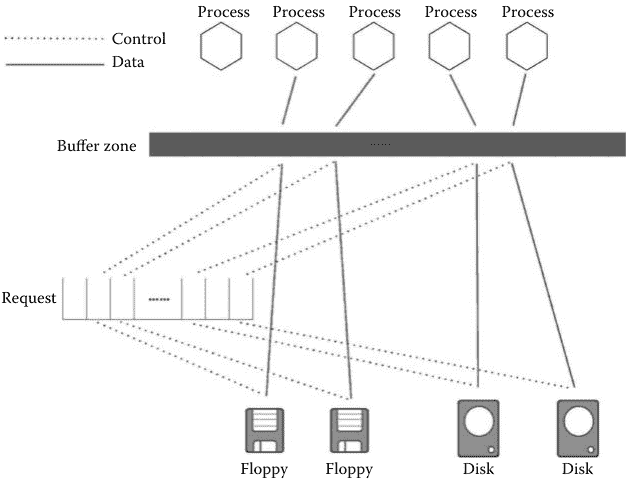 Process Process Process Process Process
Control
Data
Buffer zone
......
Request
......
Floppy Floppy Disk Disk